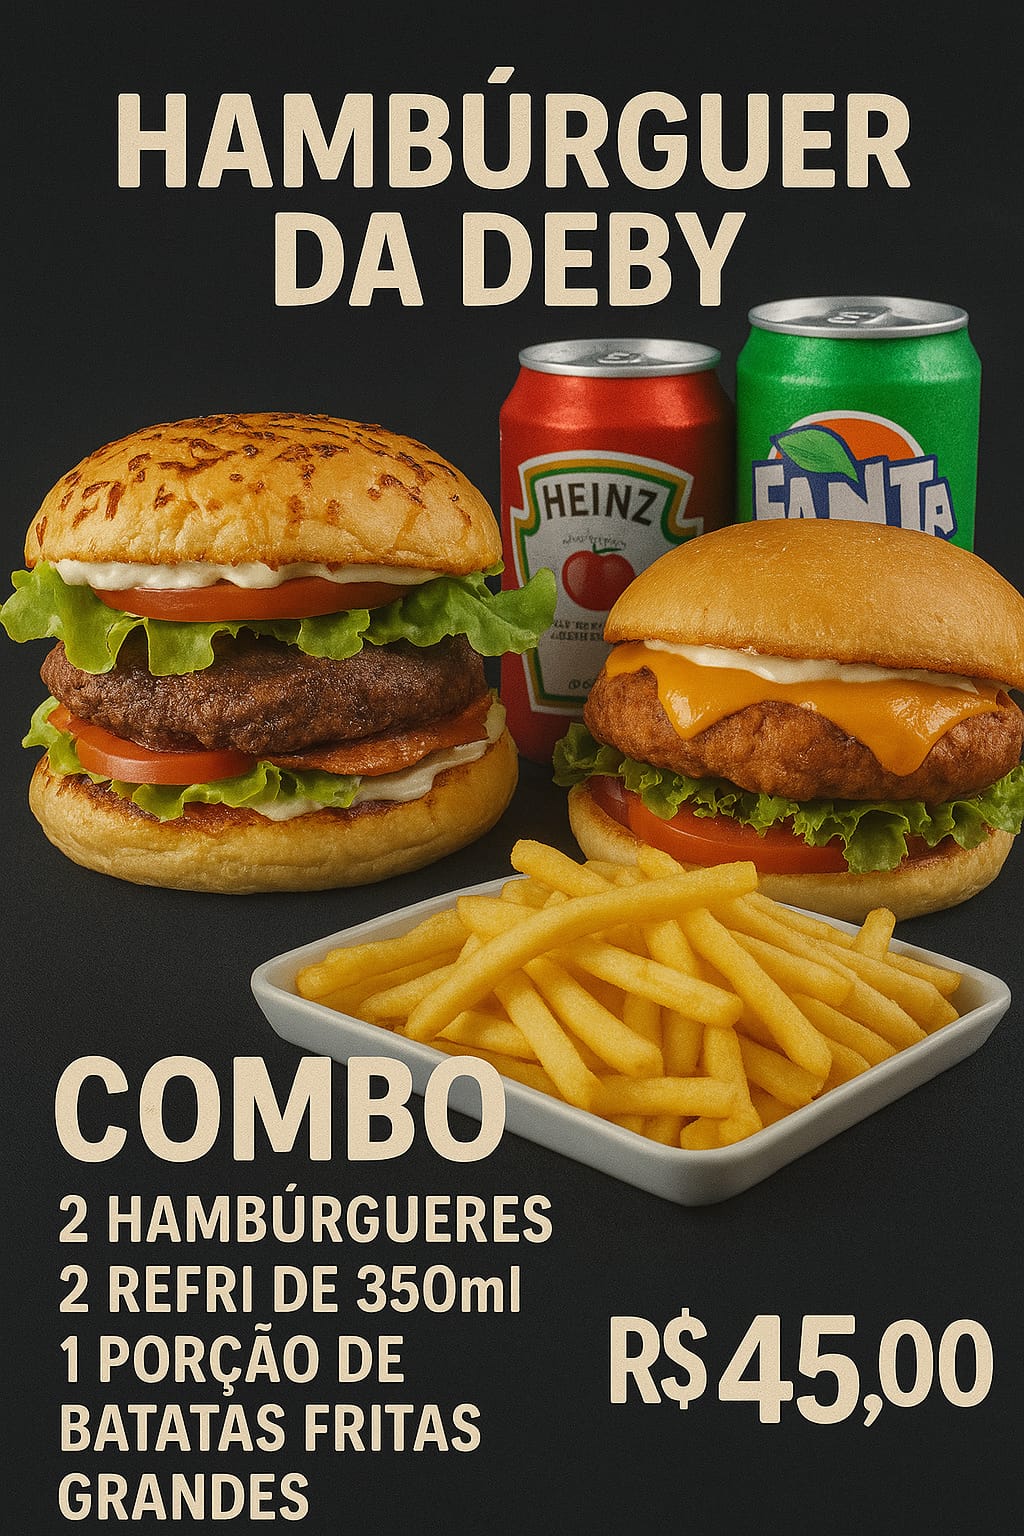 HAMBÚRGUER
DA DEBY
HEINZ
FANTA
COMBO
2 HAMBÚRGUERES
2 REFRI DE 350ml
1 PORÇÃO DE
BATATAS FRITAS
GRANDES
R$45,00